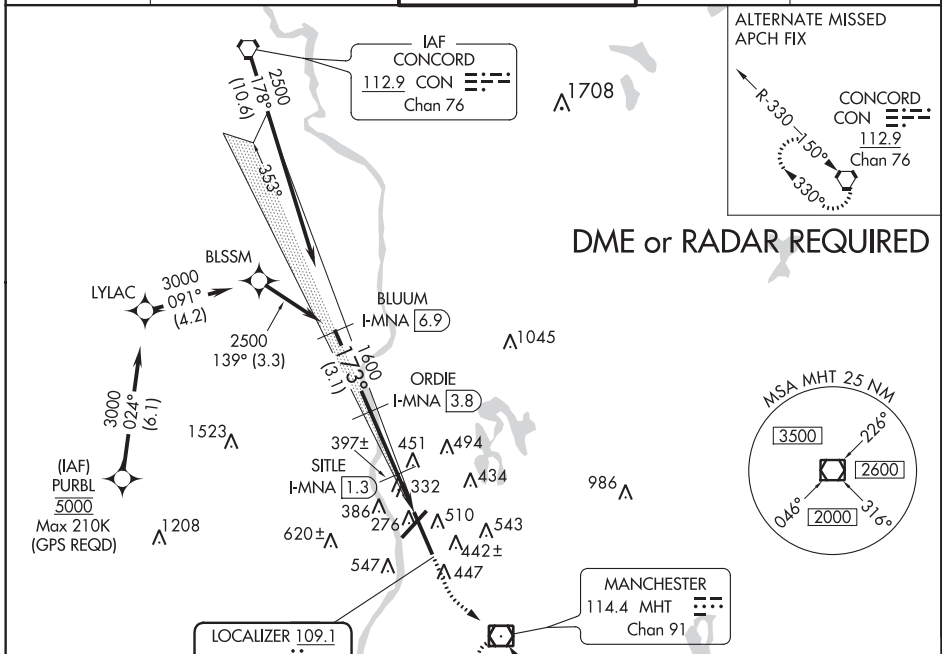 IAF
CONCORD
112.9 CON
Chan 76
2500
178°
(10.6)
353°
1708
ALTERNATE MISSED
APCH FIX
R-330
150°
330°
CONCORD
CON
112.9
Chan 76
DME or RADAR REQUIRED
LYLAC
3000
091°
(4.2)
BLSSM
2500
139° (3.3)
BLUUM
I-MNA 6.9
1600
173°
(3.1)
ORDIE
I-MNA 3.8
1045
3000
024°
(6.1)
(IAF)
PURBL
5000
Max 210K
(GPS REQD)
1523
1208
397±
451
494
SITLE
I-MNA 1.3
332
434
386
276
510
543
620±
442±
547
447
986
MSA MHT 25 NM
3500
226°
2600
046°
2000
316°
MANCHESTER
114.4 MHT
Chan 91
LOCALIZER 109.1